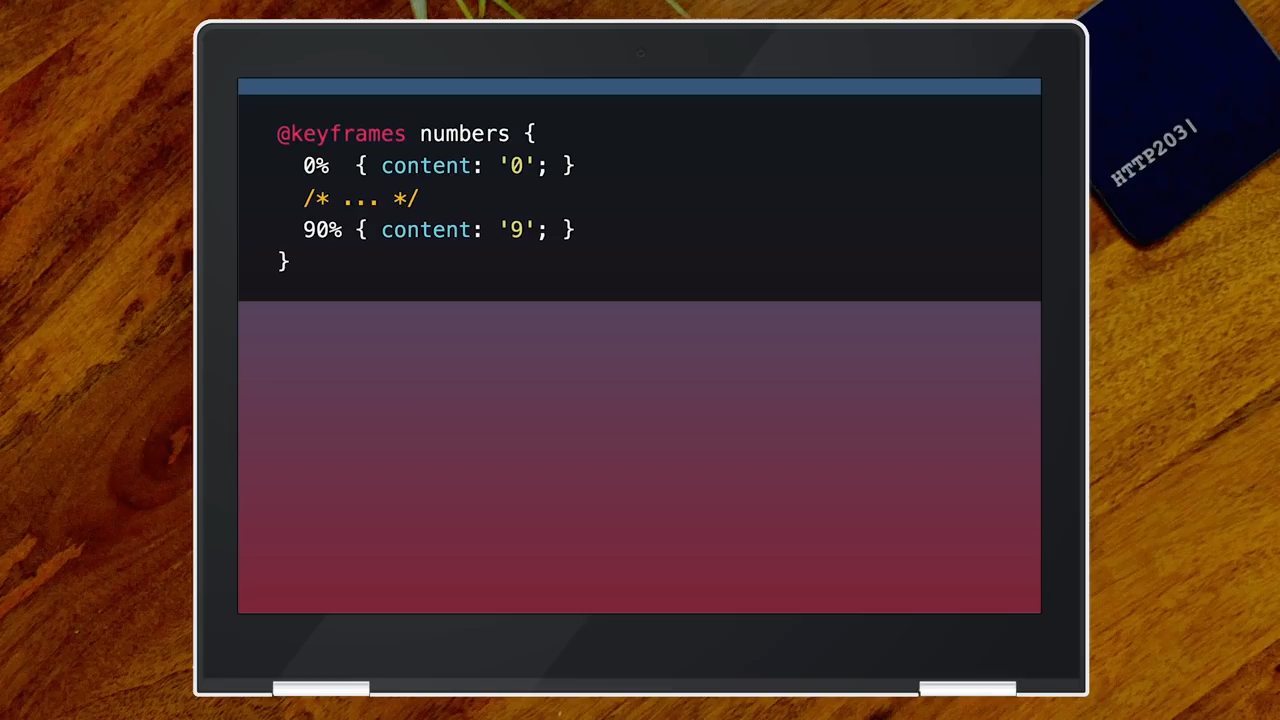 @keyframes numbers {
  0%  { content: '0'; }
  /* ... */
  90% { content: '9'; }
}
HTTP203|